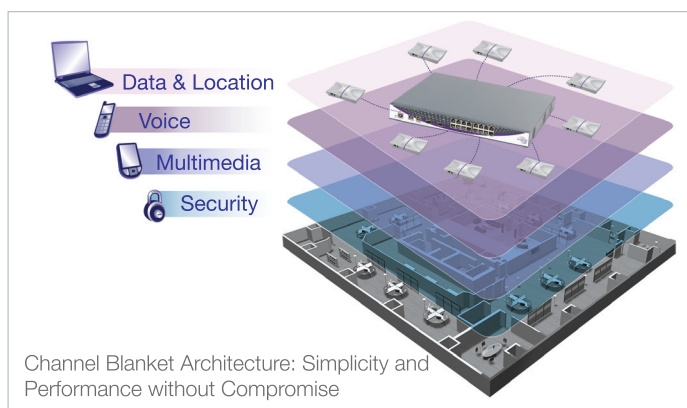 Data & Location
Voice
Multimedia
Security
Channel Blanket Architecture: Simplicity and
Performance without Compromise